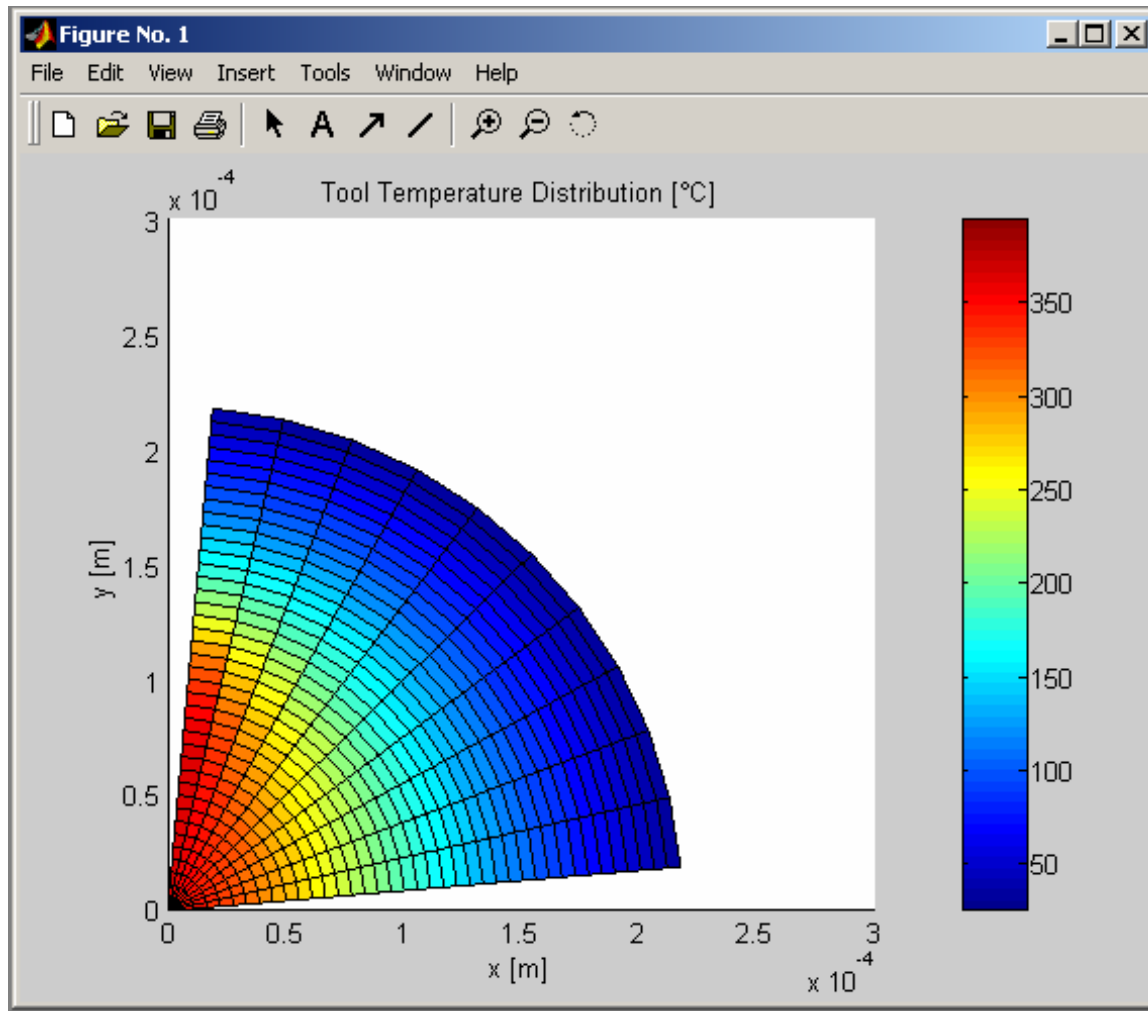 Figure No. 1
File Edit View Insert Tools Window Help
A
x 10^-4
Tool Temperature Distribution [°C]
3
2.5
2
1.5
1
0.5
0
y [m]
0 0.5 1 1.5 2 2.5 3
x [m]
x 10^-4
350
300
250
200
150
100
50